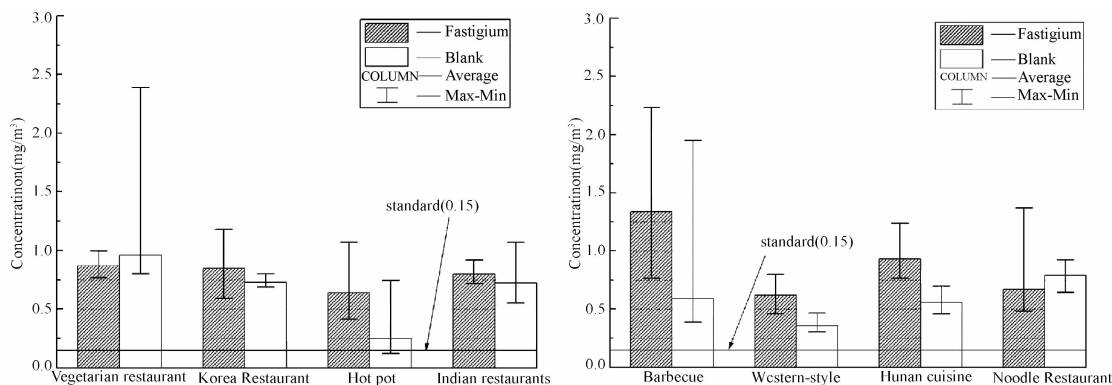 3.0
2.5
2.0
1.5
1.0
0.5
0.0
Concentratinon(mg/m³)
Fastigium
Blank
COLUMN Average
Max-Min
standard(0.15)
Vegetarian restaurant Korea Restaurant Hot pot Indian restaurants
3.0
2.5
2.0
1.5
1.0
0.5
0.0
Concentratinon(mg/m³)
Fastigium
Blank
COLUMN Average
Max-Min
standard(0.15)
Barbecue Wcstern-style Hunan cuisine Noodle Restaurant